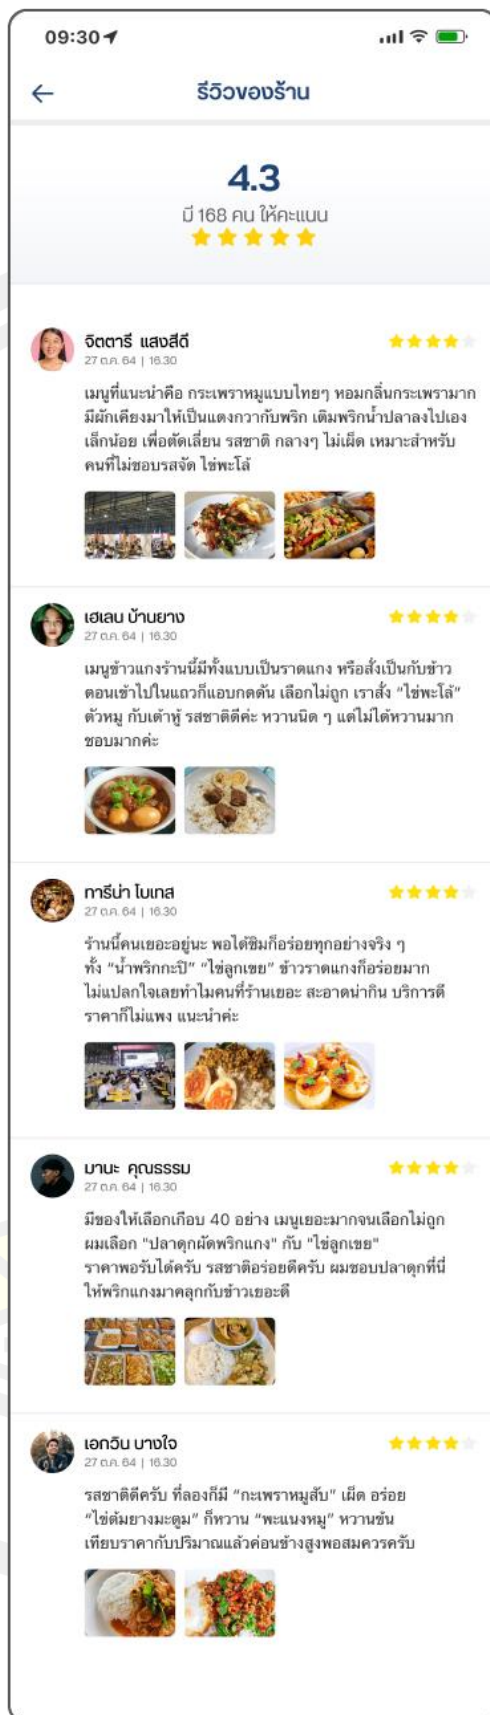 09:30
รีวิวของร้าน
4.3
มี 168 คน ให้คะแนน
จิตตารี แสงสีดี
27 ต.ค. 64 | 16.30
เมนูที่แนะนำคือ กระเพราหมูแบบไทยๆ หอมกลิ่นกระเพรามาก
มีผักเคียงมาให้เป็นแตงกวากับพริก เติมพริกน้ำปลาลงไปเอง
เล็กน้อย เพื่อตัดเลี่ยน รสชาติ กลางๆ ไม่เผ็ด เหมาะสำหรับ
คนที่ไม่ชอบรสจัด ไข่พะโล้
เฮเลน บ้านยาง
27 ต.ค. 64 | 16.30
เมนูข้าวแกงร้านนี้มีทั้งแบบเป็นราดแกง หรือสั่งเป็นกับข้าว
ตอนเข้าไปในแถวก็แอบกดดัน เลือกไม่ถูก เราสั่ง “ไข่พะโล้”
ตัวหมู กับเต้าหู้ รสชาติดีค่ะ หวานนิด ๆ แต่ไม่ได้หวานมาก
ชอบมากค่ะ
การีน่า โบเทส
27 ต.ค. 64 | 16.30
ร้านนี้คนเยอะอยู่นะ พอได้ชิมก็อร่อยทุกอย่างจริง ๆ
ทั้ง “น้ำพริกกะปิ” “ไข่ลูกเขย” ข้าวราดแกงก็อร่อยมาก
ไม่แปลกใจเลยทำไมคนที่ร้านเยอะ สะอาดน่ากิน บริการดี
ราคาก็ไม่แพง แนะนำค่ะ
มานะ คุณธรรม
27 ต.ค. 64 | 16.30
มีของให้เลือกเกือบ 40 อย่าง เมนูเยอะมากจนเลือกไม่ถูก
ผมเลือก "ปลาดุกผัดพริกแกง" กับ "ไข่ลูกเขย"
ราคาพอรับได้ครับ รสชาติอร่อยดีครับ ผมชอบปลาดุกที่นี่
ให้พริกแกงมาคลุกกับข้าวเยอะดี
เอกวิน บางใจ
27 ต.ค. 64 | 16.30
รสชาติดีครับ ที่ลองก็มี “กะเพราหมูสับ” เผ็ด อร่อย
“ไข่ต้มยางมะตูม” ก็หวาน “พะแนงหมู” หวานข้น
เทียบราคากับปริมาณแล้วค่อนข้างสูงพอสมควรครับ